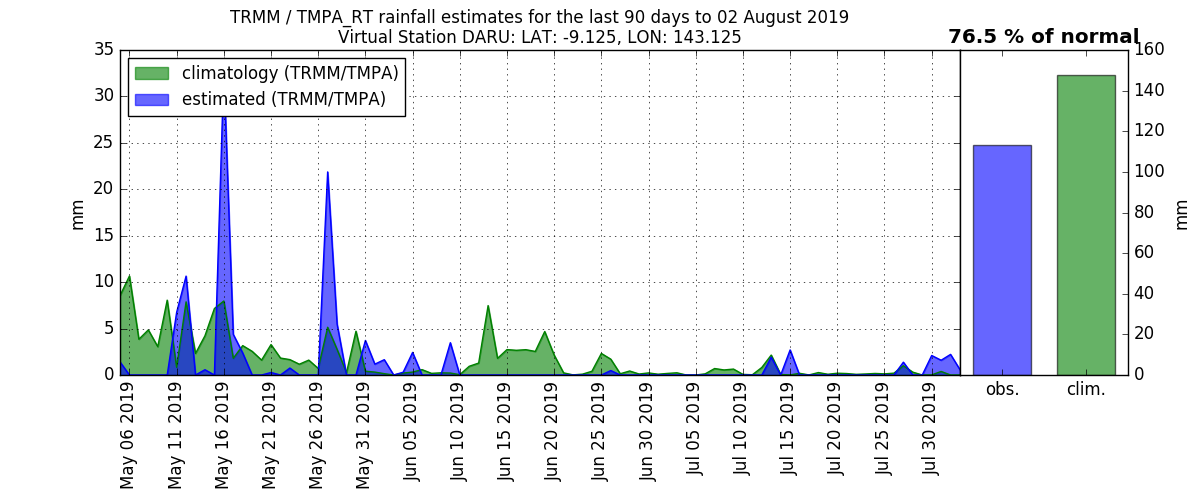 TRMM / TMPA_RT rainfall estimates for the last 90 days to 02 August 2019
Virtual Station DARU: LAT: -9.125, LON: 143.125
76.5 % of normal
climatology (TRMM/TMPA)
estimated (TRMM/TMPA)
35
30
25
20
15
10
5
0
mm
May 06 2019
May 11 2019
May 16 2019
May 21 2019
May 26 2019
May 31 2019
Jun 05 2019
Jun 10 2019
Jun 15 2019
Jun 20 2019
Jun 25 2019
Jun 30 2019
Jul 05 2019
Jul 10 2019
Jul 15 2019
Jul 20 2019
Jul 25 2019
Jul 30 2019
obs.
clim.
160
140
120
100
80
60
40
20
0
mm